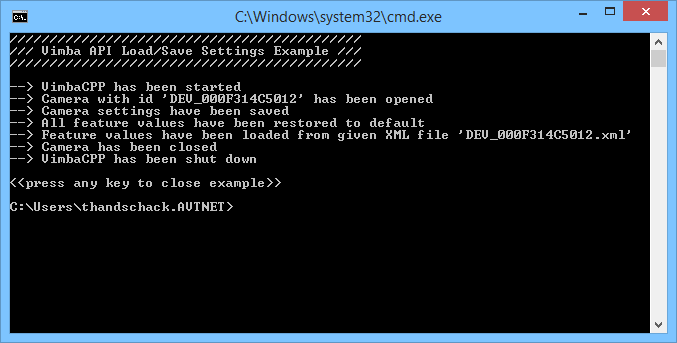 C:\Windows\system32\cmd.exe
////////////////////////////////////////////
/// Vimba API Load/Save Settings Example ///
////////////////////////////////////////////
--> VimbaCPP has been started
--> Camera with id 'DEV_000F314C5012' has been opened
--> Camera settings have been saved
--> All feature values have been restored to default
--> Feature values have been loaded from given XML file 'DEV_000F314C5012.xml'
--> Camera has been closed
--> VimbaCPP has been shut down
<<press any key to close example>>
C:\Users\thandschack.AVTNET>